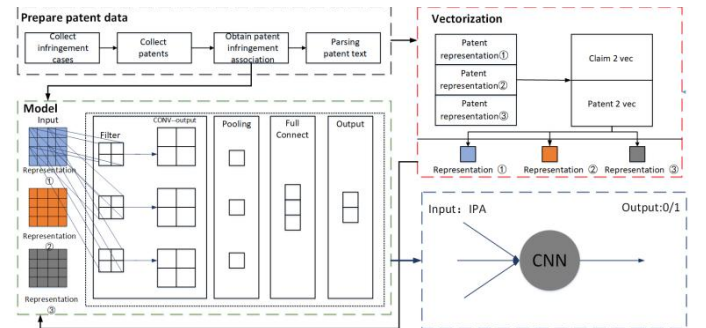 Prepare patent data
Collect
infringement
cases
Collect
patents
Obtain patent
infringement
association
Parsing
patent text
Vectorization
Patent
representation①
Patent
representation②
Patent
representation③
Claim 2 vec
Patent 2 vec
Representation ①
Representation ②
Representation ③
Model
Input
Representation
①
Representation
②
Representation
③
Filter
CONV-output
Pooling
Full
Connect
Output
Input：IPA
Output:0/1
CNN